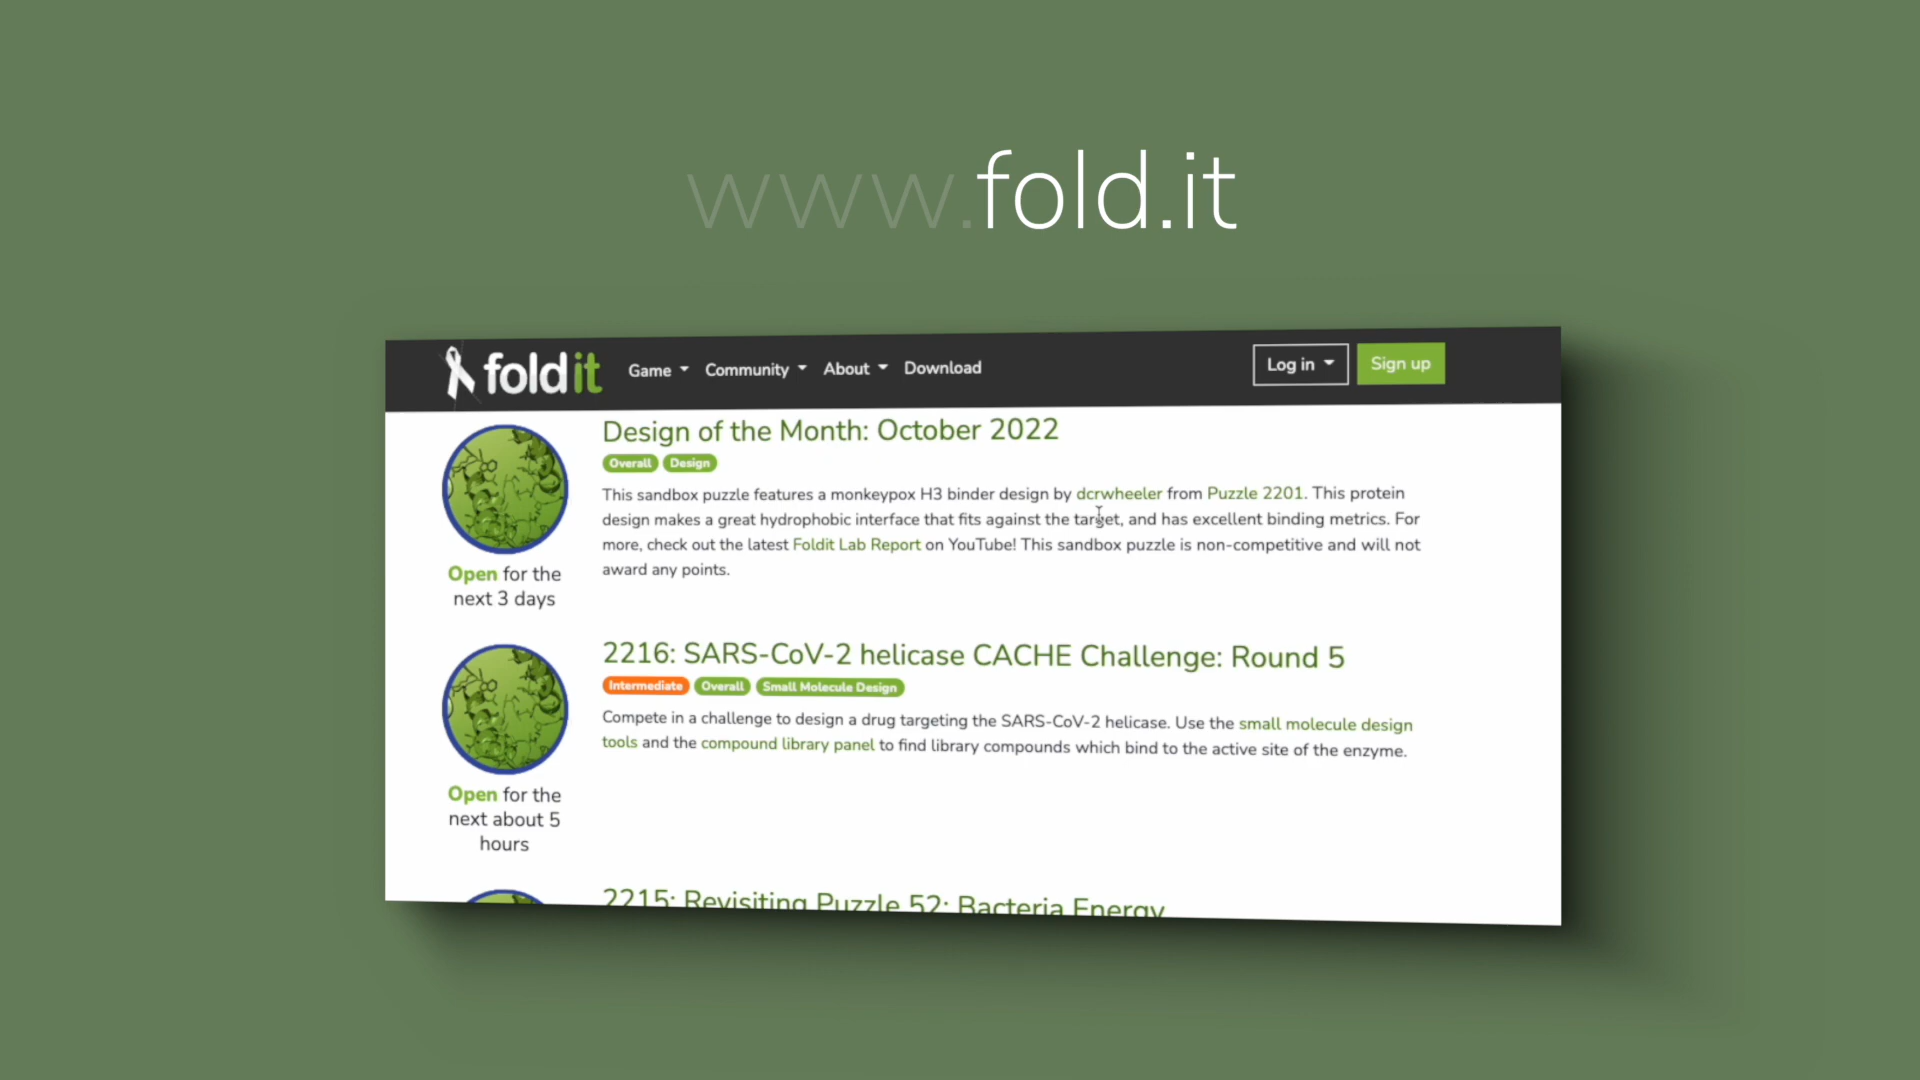 www.fold.it
foldit Game Community About Download Log in Sign up
Design of the Month: October 2022
Overall Design
This sandbox puzzle features a monkeypox H3 binder design by dcrwheeler from Puzzle 2201. This protein
design makes a great hydrophobic interface that fits against the target, and has excellent binding metrics. For
more, check out the latest Foldit Lab Report on YouTube! This sandbox puzzle is non-competitive and will not
award any points.
Open for the
next 3 days
2216: SARS-CoV-2 helicase CACHE Challenge: Round 5
Intermediate Overall Small Molecule Design
Compete in a challenge to design a drug targeting the SARS-CoV-2 helicase. Use the small molecule design
tools and the compound library panel to find library compounds which bind to the active site of the enzyme.
Open for the
next about 5
hours
2215: Revisiting Puzzle 52: Bacteria Energy